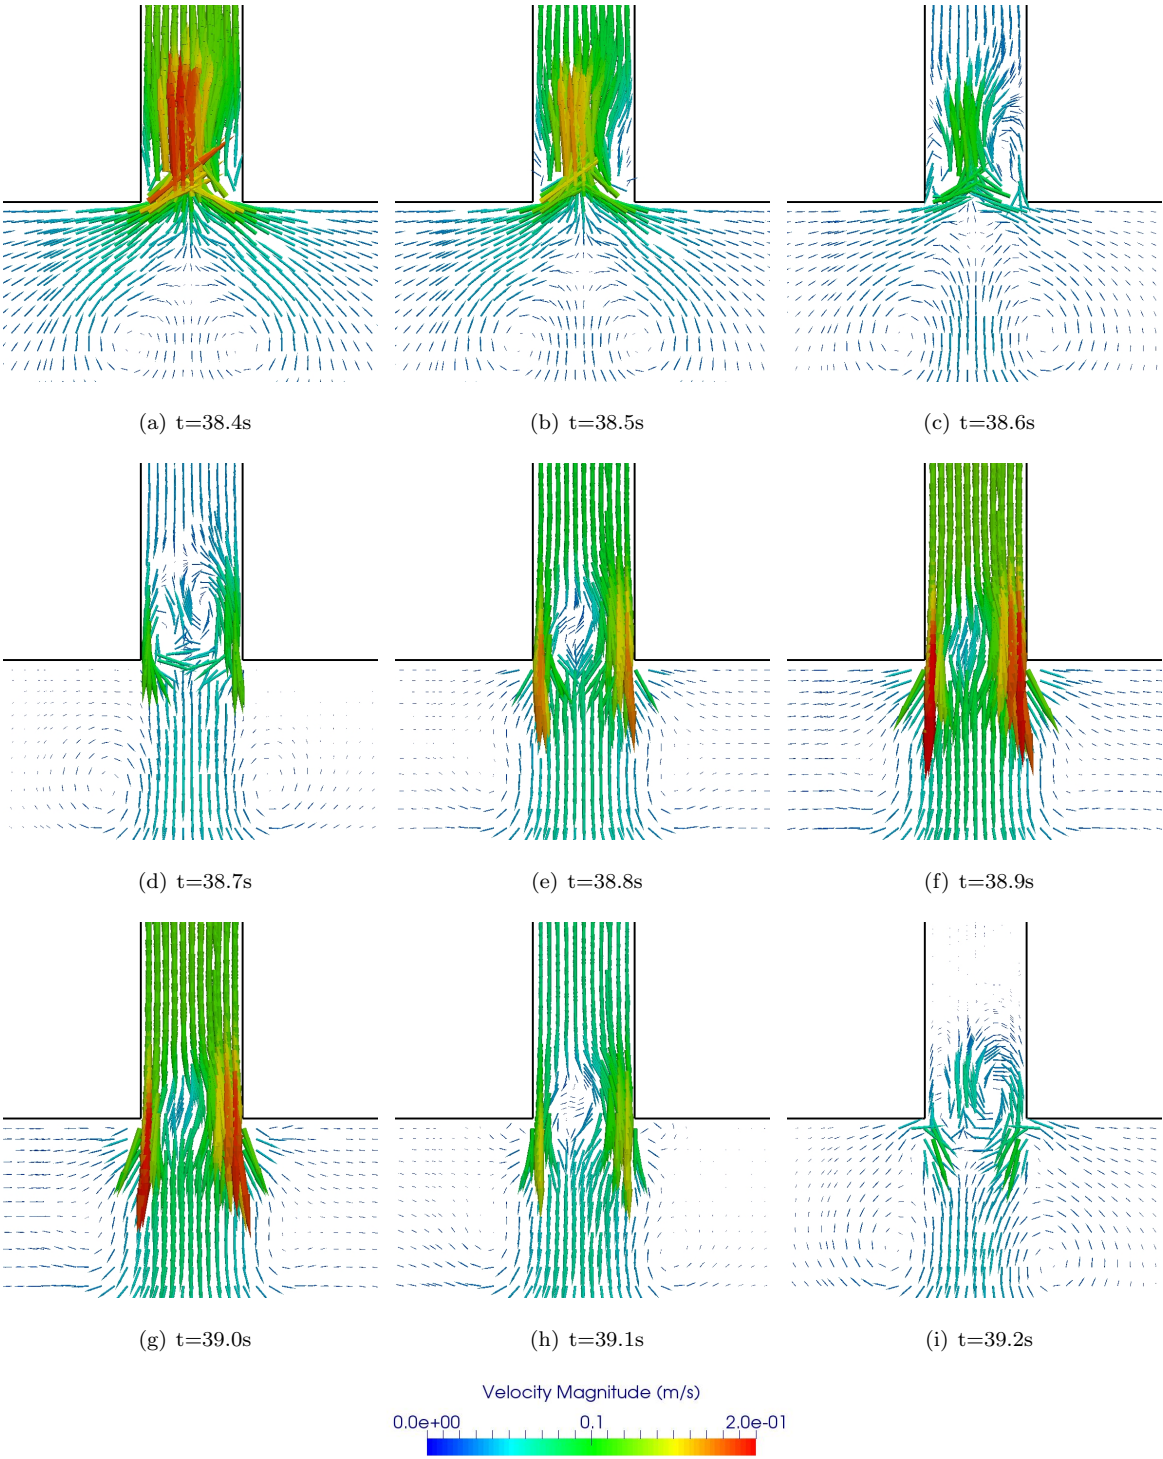 (a) t=38.4s
(b) t=38.5s
(c) t=38.6s
(d) t=38.7s
(e) t=38.8s
(f) t=38.9s
(g) t=39.0s
(h) t=39.1s
(i) t=39.2s
Velocity Magnitude (m/s)
0.0e+00 0.1 2.0e-01